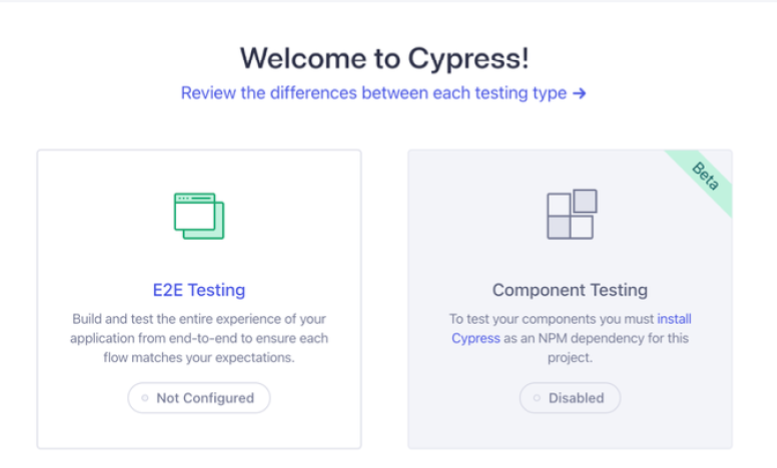 Welcome to Cypress!
Review the differences between each testing type →
Beta
E2E Testing
Build and test the entire experience of your
application from end-to-end to ensure each
flow matches your expectations.
Not Configured
Component Testing
To test your components you must install
Cypress as an NPM dependency for this
project.
Disabled